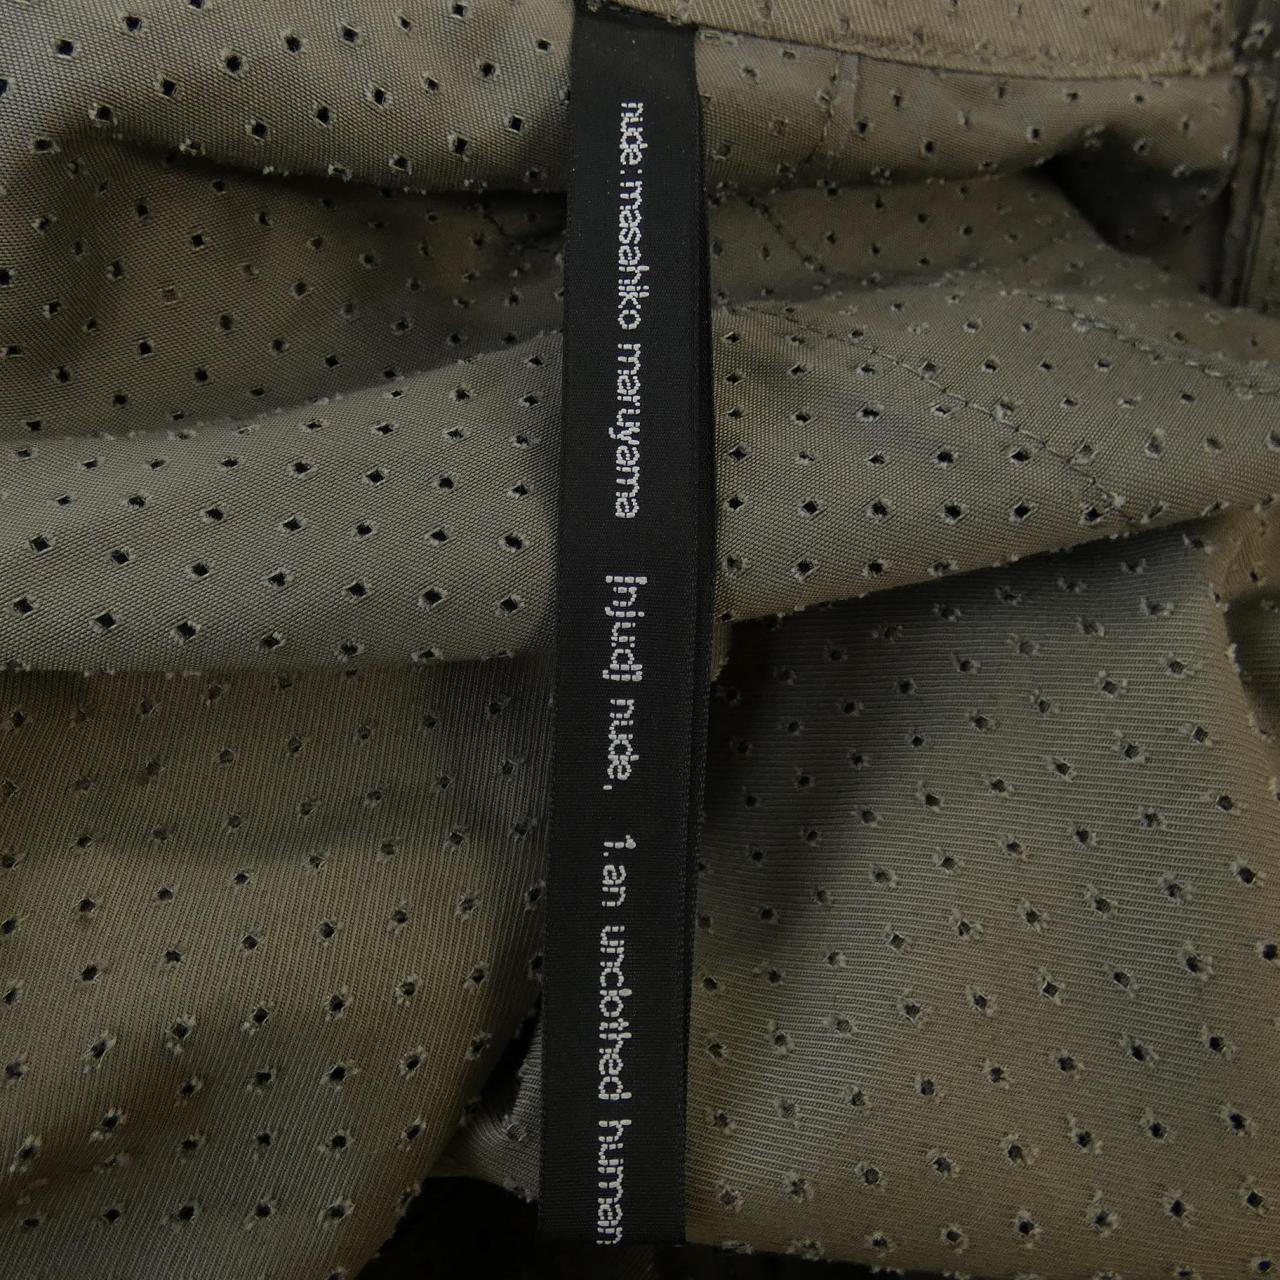 nude: masahiko maruyama [nju:d] nude, 1.an unclothed human